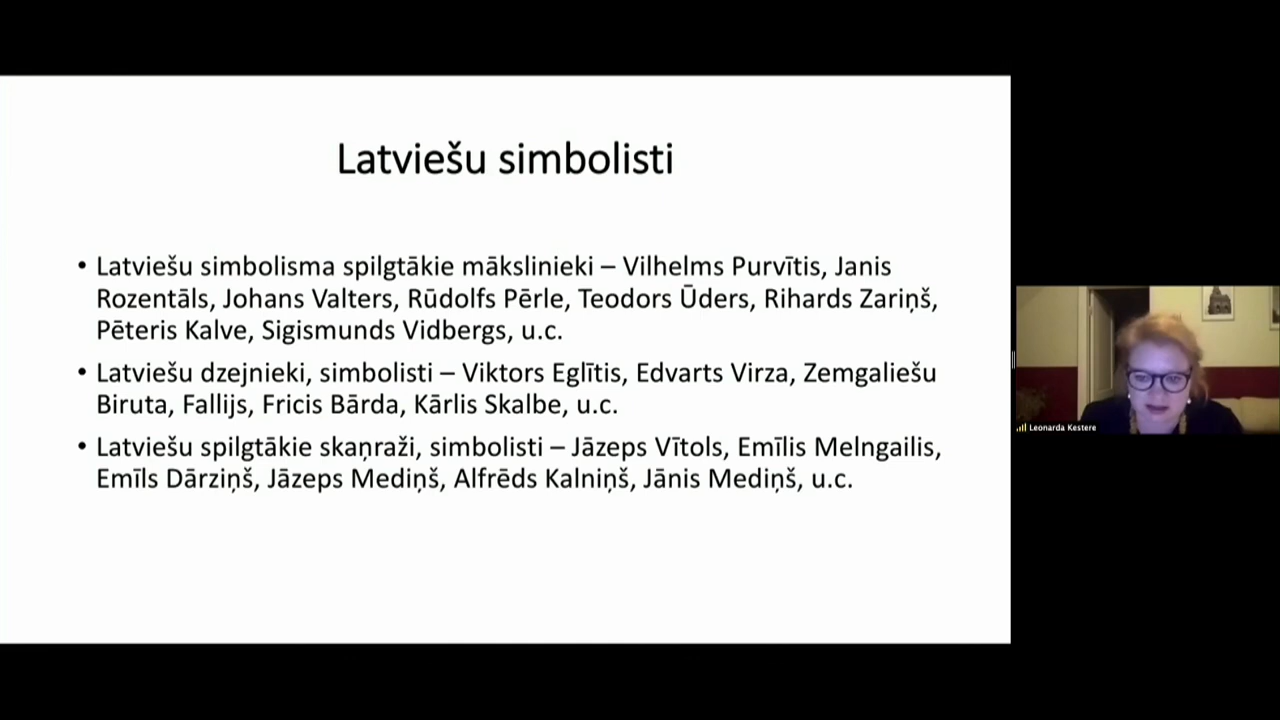 Latviešu simbolisti
• Latviešu simbolisma spilgtākie mākslinieki – Vilhelms Purvītis, Janis
Rozentāls, Johans Valters, Rūdolfs Pērle, Teodors Ūders, Rihards Zariņš,
Pēteris Kalve, Sigismunds Vidbergs, u.c.
• Latviešu dzejnieki, simbolisti – Viktors Eglītis, Edvarts Virza, Zemgaliešu
Biruta, Fallijs, Fricis Bārda, Kārlis Skalbe, u.c.
• Latviešu spilgtākie skaņraži, simbolisti – Jāzeps Vītols, Emīlis Melngailis,
Emīls Dārziņš, Jāzeps Mediņš, Alfrēds Kalniņš, Jānis Mediņš, u.c.
Leonarda Kestere